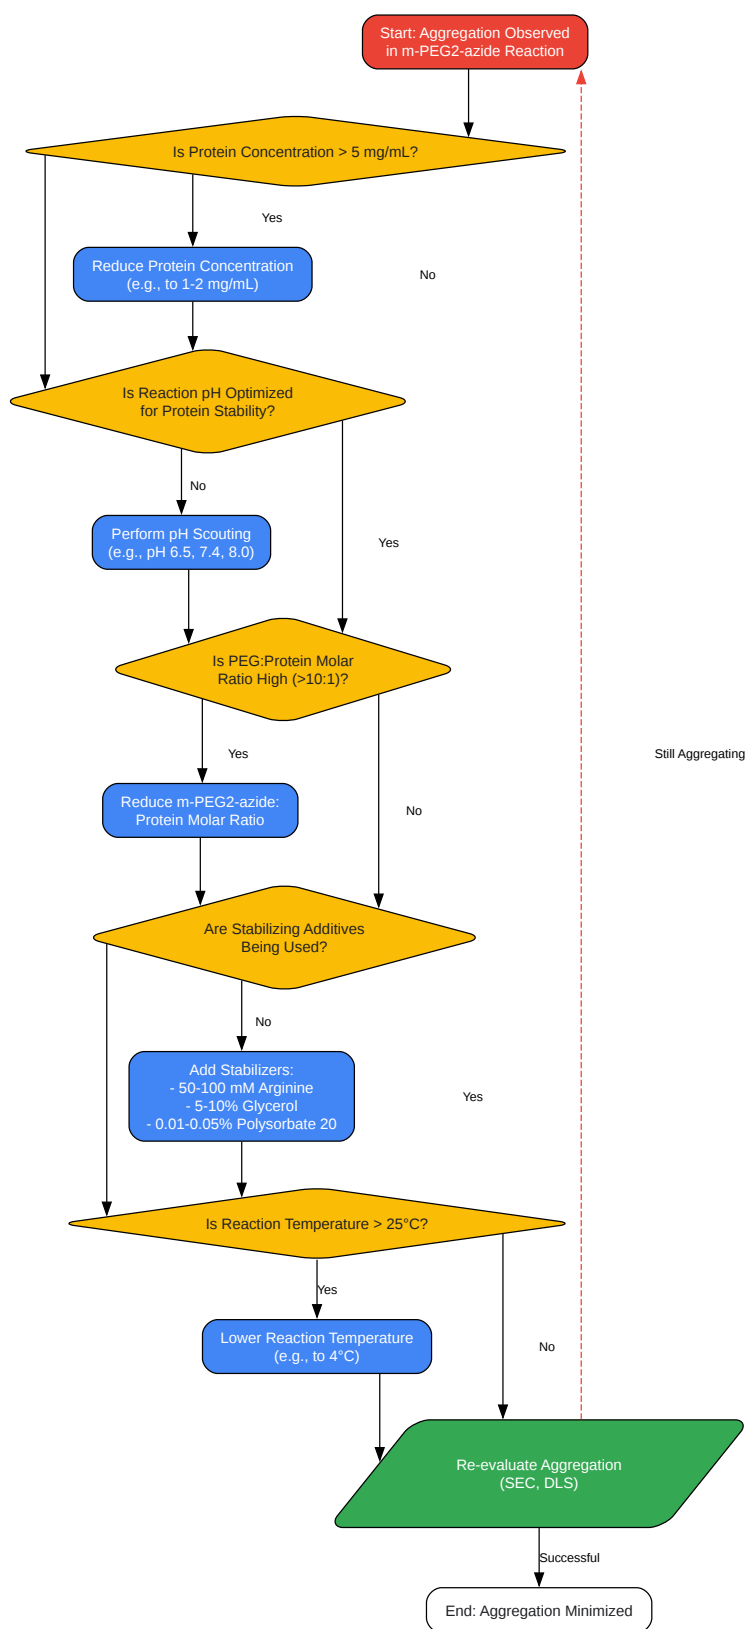 Start: Aggregation Observed
in m-PEG2-azide Reaction
Is Protein Concentration > 5 mg/mL?
Yes
Reduce Protein Concentration
(e.g., to 1-2 mg/mL)
No
Is Reaction pH Optimized
for Protein Stability?
No
Perform pH Scouting
(e.g., pH 6.5, 7.4, 8.0)
Yes
Is PEG:Protein Molar
Ratio High (>10:1)?
Yes
Still Aggregating
Reduce m-PEG2-azide:
Protein Molar Ratio
No
Are Stabilizing Additives
Being Used?
No
Add Stabilizers:
- 50-100 mM Arginine
- 5-10% Glycerol
- 0.01-0.05% Polysorbate 20
Yes
Is Reaction Temperature > 25°C?
Yes
Lower Reaction Temperature
(e.g., to 4°C)
No
Re-evaluate Aggregation
(SEC, DLS)
Successful
End: Aggregation Minimized